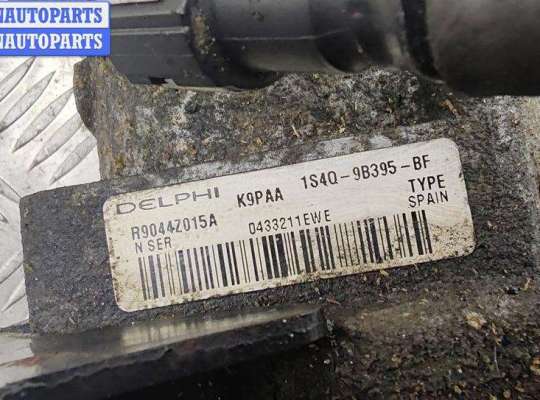 NAUTOPARTS
NAUTOPARTS
DELPHI K9PAA 1S4Q-9B395-BF
R9044Z015A TYPE
N SER 0433211EWE SPAIN